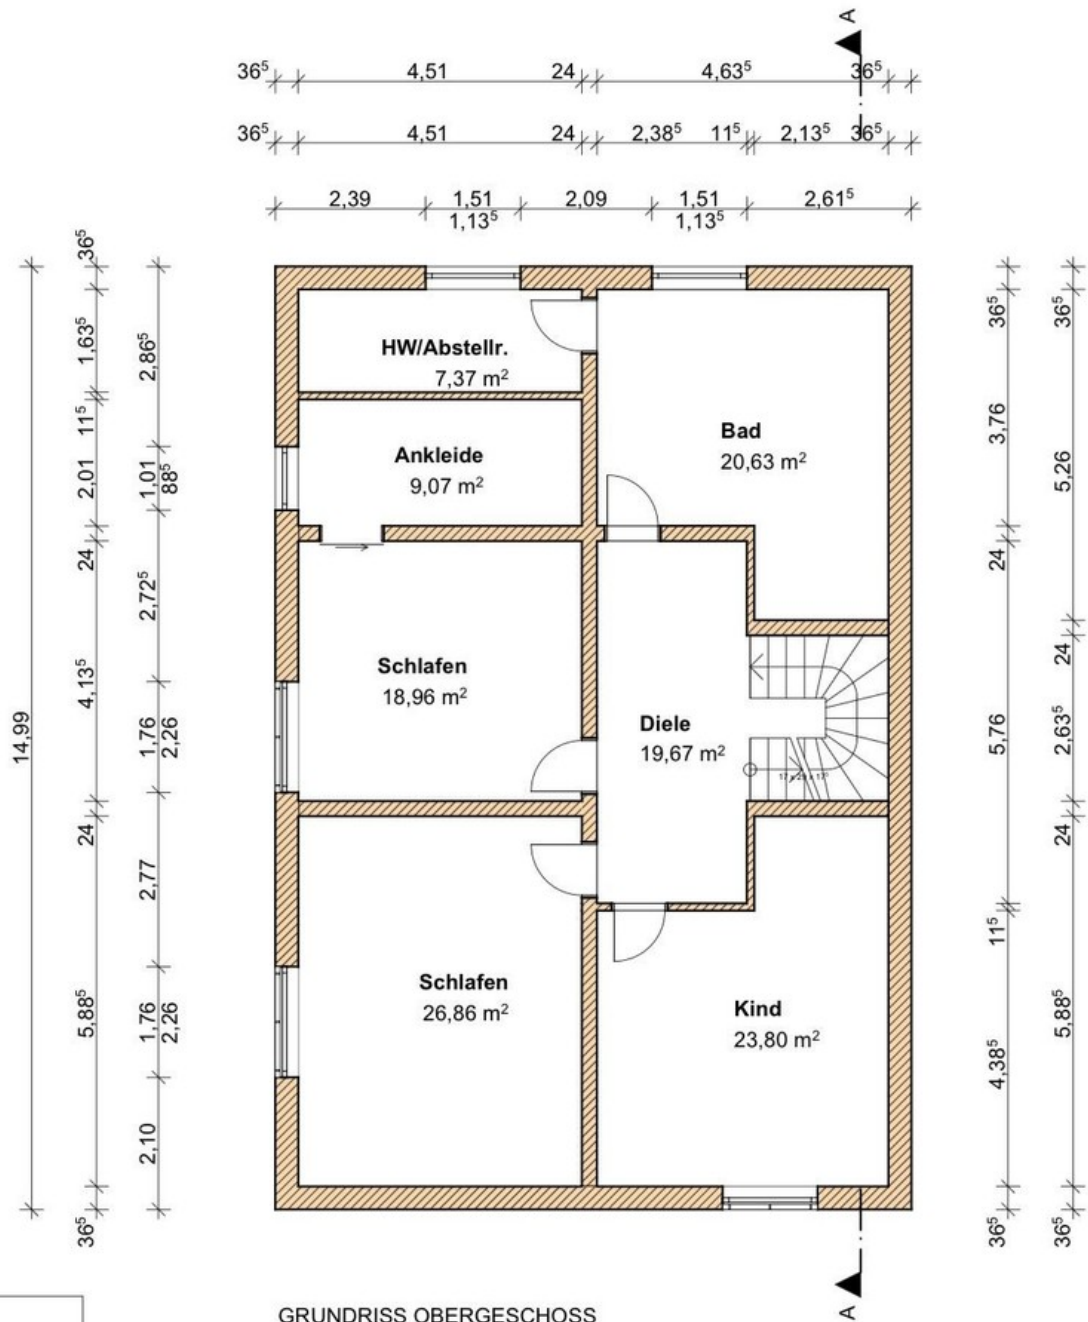 A
36⁵ 4,51 24 4,63⁵ 36⁵
36⁵ 4,51 24 2,38⁵ 11⁵ 2,13⁵ 36⁵
2,39 1,51 2,09 1,51 2,61⁵
1,13⁵ 1,13⁵
14,99
36⁵ 1,63⁵ 11⁵ 2,01 24 4,13⁵ 24 5,88⁵ 36⁵
2,86⁵ 1,01 2,72⁵ 1,76 2,77 1,76 2,10
88⁵ 2,26 2,26
HW/Abstellr.
7,37 m²
Ankleide
9,07 m²
Bad
20,63 m²
Schlafen
18,96 m²
Diele
19,67 m²
Schlafen
26,86 m²
Kind
23,80 m²
36⁵ 3,76 24 5,76 11⁵ 4,38⁵ 36⁵
36⁵ 5,26 24 2,63⁵ 24 5,88⁵ 36⁵
A
GRUNDRISS OBERGESCHOSS